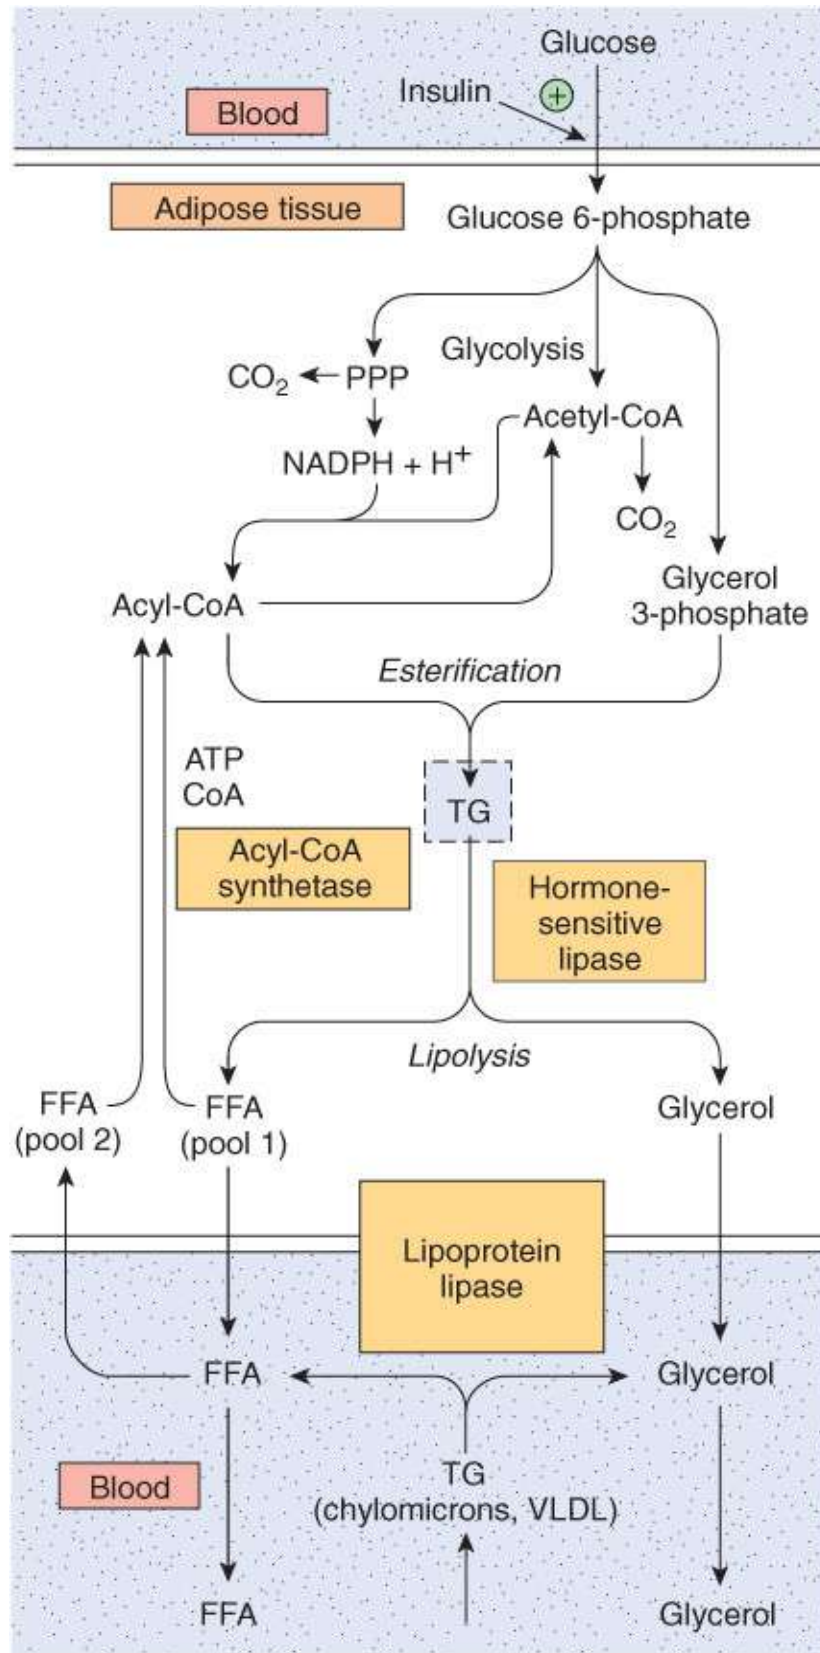 Glucose
Insulin
+
Blood
Adipose tissue
Glucose 6-phosphate
Glycolysis
CO₂
PPP
Acetyl-CoA
NADPH + H⁺
CO₂
Acyl-CoA
Glycerol
3-phosphate
Esterification
ATP
CoA
TG
Acyl-CoA
synthetase
Hormone-
sensitive
lipase
Lipolysis
FFA
(pool 2)
FFA
(pool 1)
Glycerol
Lipoprotein
lipase
FFA
Glycerol
Blood
TG
(chylomicrons, VLDL)
FFA
Glycerol